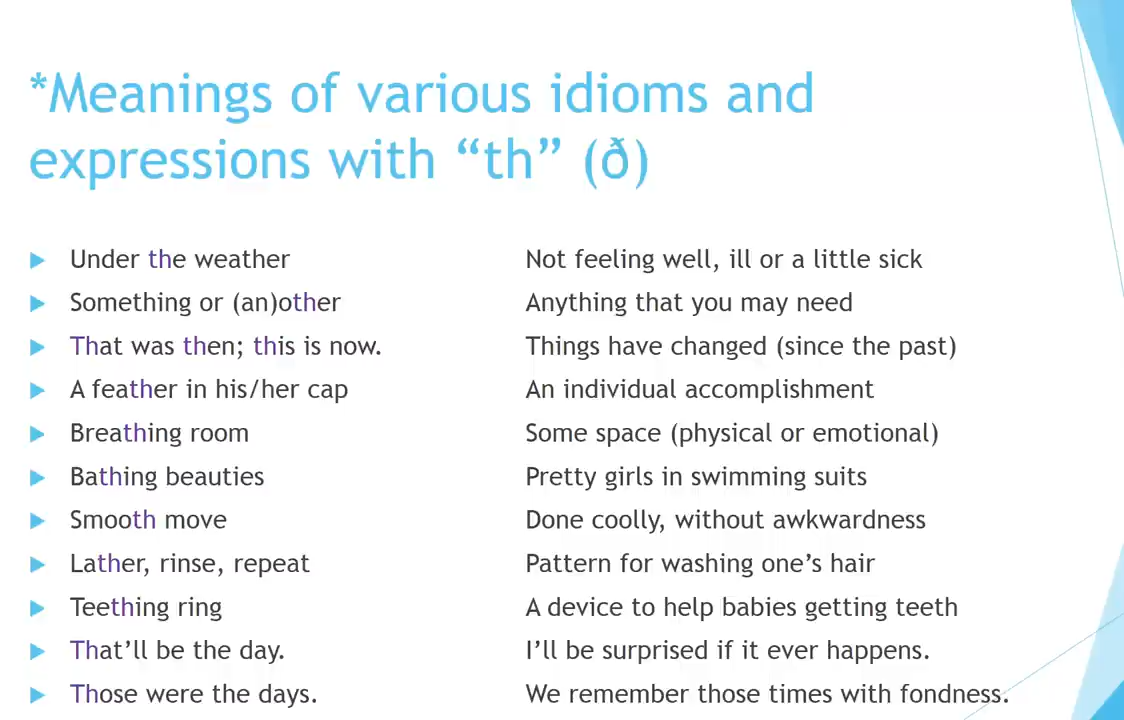 *Meanings of various idioms and
expressions with “th” (ð)
Under the weather Not feeling well, ill or a little sick
Something or (an)other Anything that you may need
That was then; this is now. Things have changed (since the past)
A feather in his/her cap An individual accomplishment
Breathing room Some space (physical or emotional)
Bathing beauties Pretty girls in swimming suits
Smooth move Done coolly, without awkwardness
Lather, rinse, repeat Pattern for washing one’s hair
Teething ring A device to help babies getting teeth
That’ll be the day. I’ll be surprised if it ever happens.
Those were the days. We remember those times with fondness.